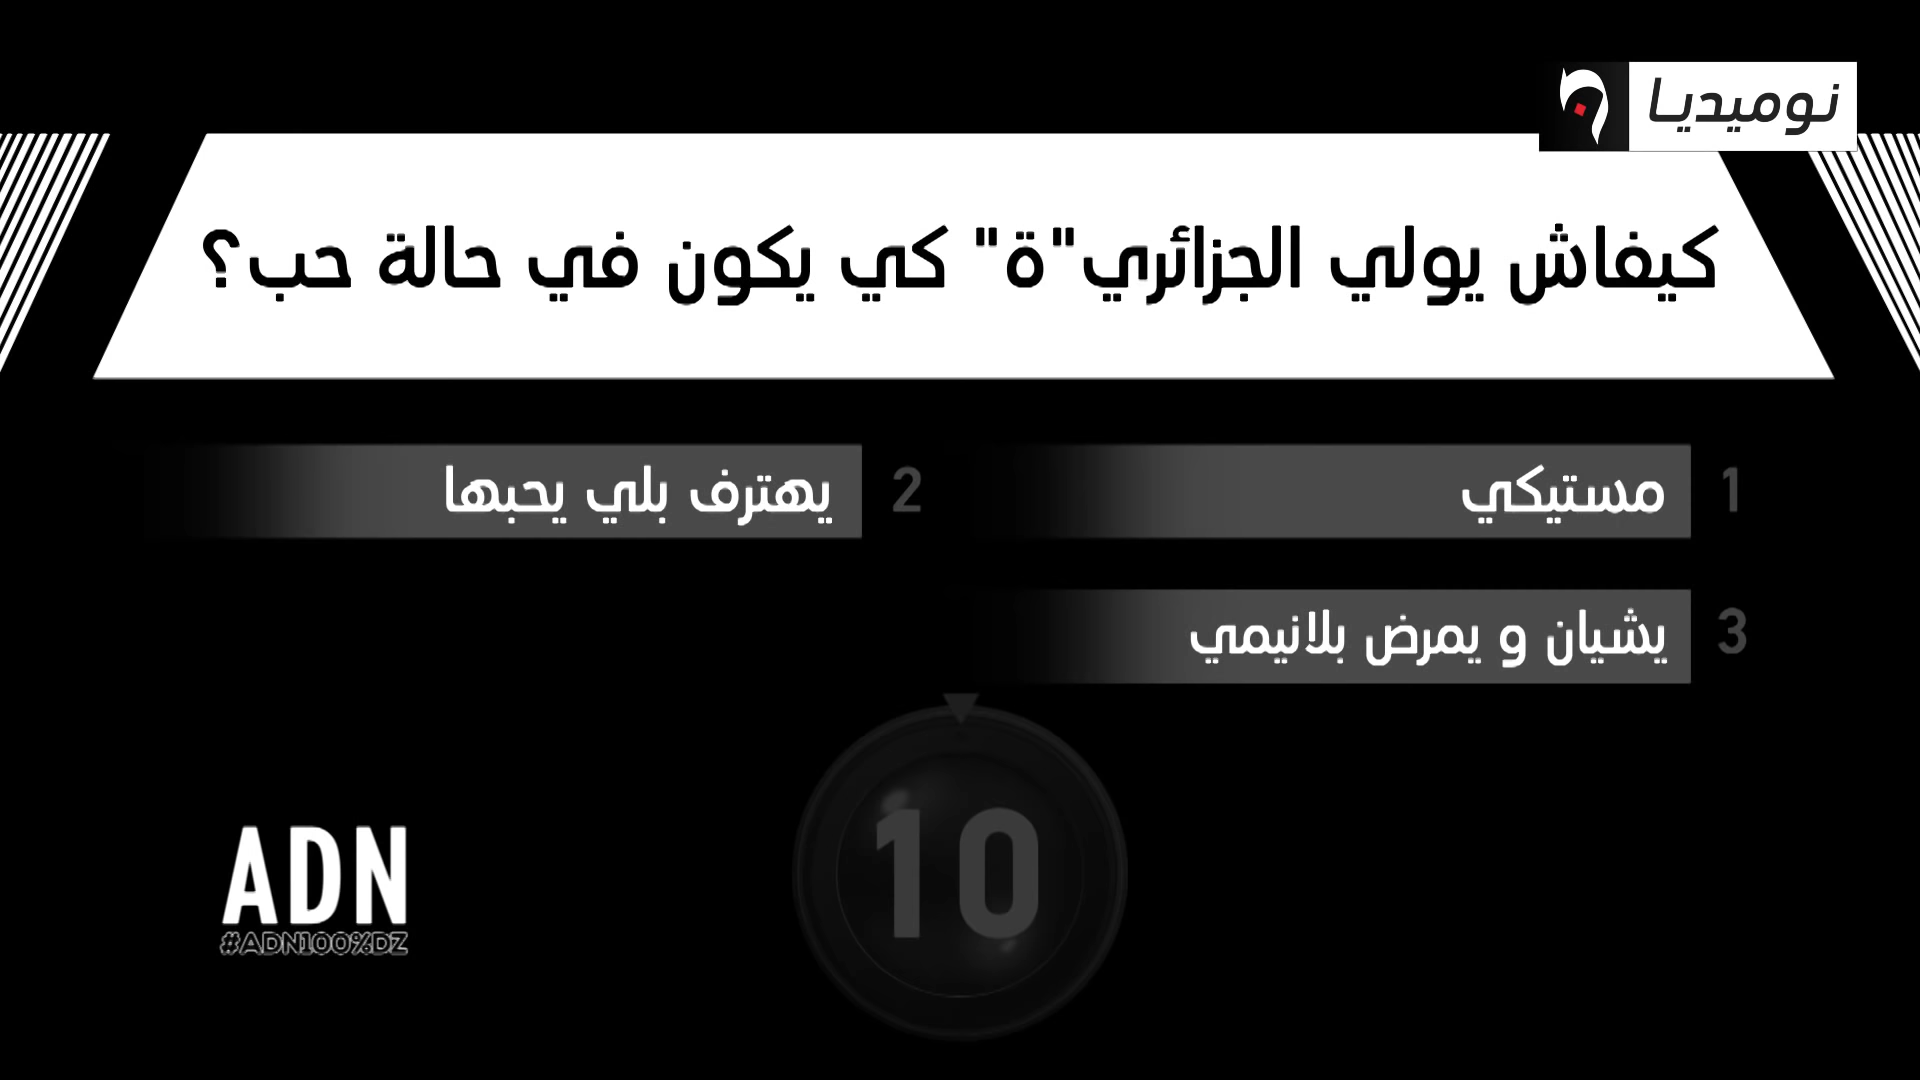 نوميديا
كيفاش يولي الجزائري"ة" كي يكون في حالة حب؟
1 مستيكي
2 يهترف بلي يحبها
3 يشيان و يمرض بلانيمي
10
ADN
#ADN100%DZ